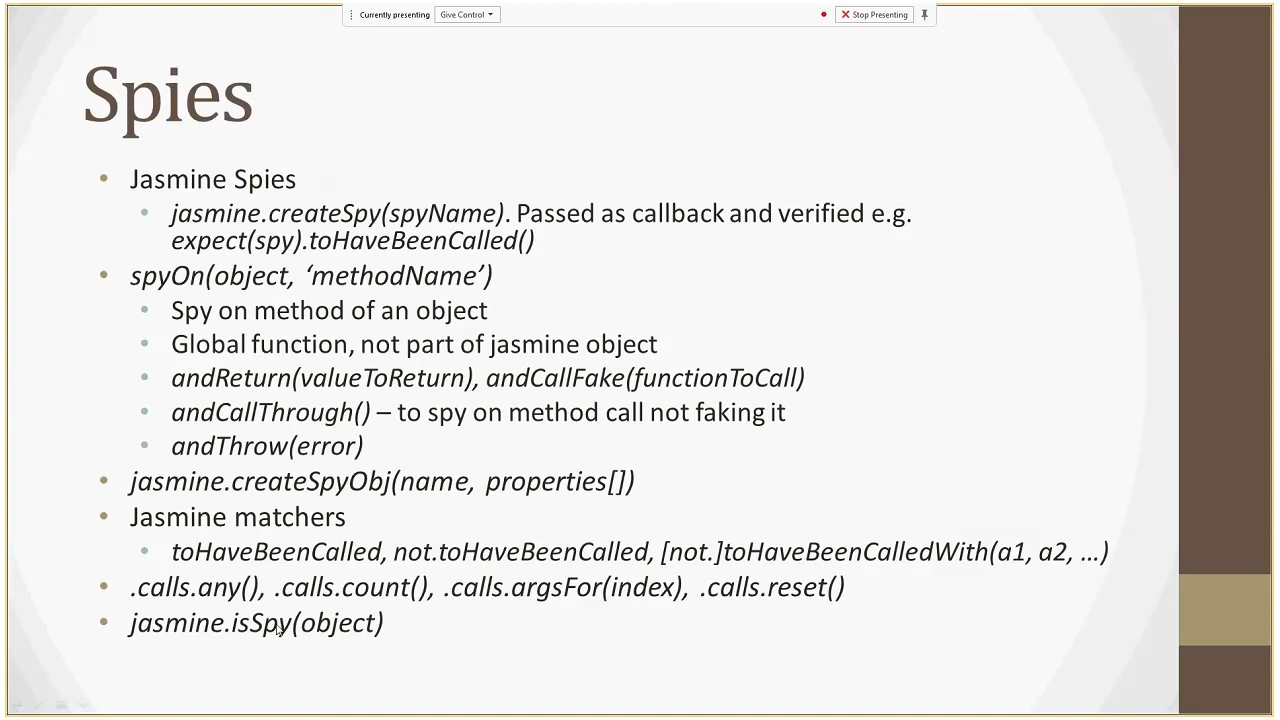 Currently presenting Give Control Stop Presenting
Spies
• Jasmine Spies
• jasmine.createSpy(spyName). Passed as callback and verified e.g.
expect(spy).toHaveBeenCalled()
• spyOn(object, ‘methodName’)
• Spy on method of an object
• Global function, not part of jasmine object
• andReturn(valueToReturn), andCallFake(functionToCall)
• andCallThrough() – to spy on method call not faking it
• andThrow(error)
• jasmine.createSpyObj(name, properties[])
• Jasmine matchers
• toHaveBeenCalled, not.toHaveBeenCalled, [not.]toHaveBeenCalledWith(a1, a2, …)
• .calls.any(), .calls.count(), .calls.argsFor(index), .calls.reset()
• jasmine.isSpy(object)